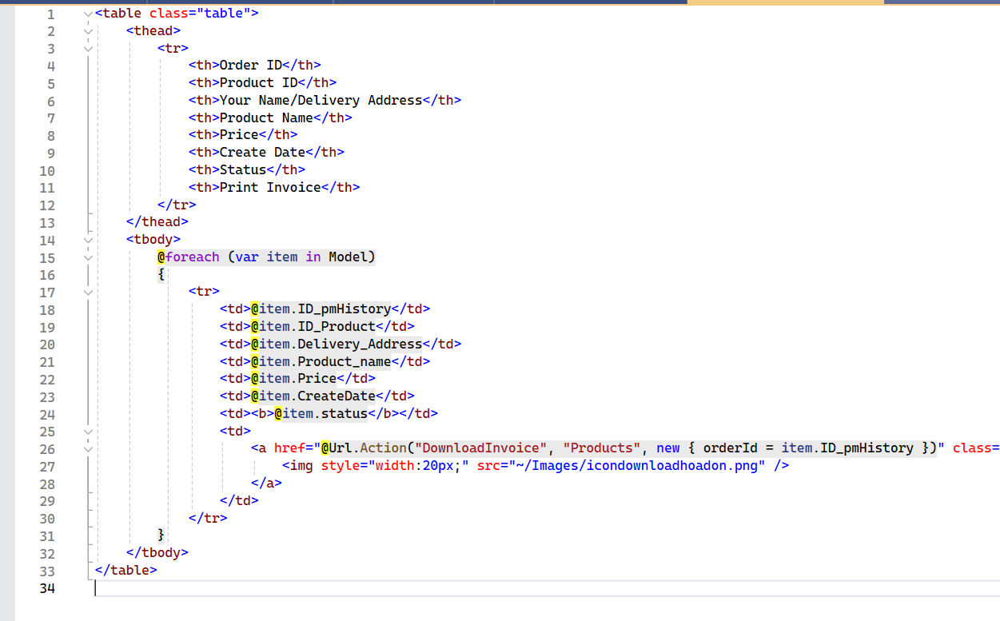 1 <table class="table">
2 <thead>
3 <tr>
4 <th>Order ID</th>
5 <th>Product ID</th>
6 <th>Your Name/Delivery Address</th>
7 <th>Product Name</th>
8 <th>Price</th>
9 <th>Create Date</th>
10 <th>Status</th>
11 <th>Print Invoice</th>
12 </tr>
13 </thead>
14 <tbody>
15 @foreach (var item in Model)
16 {
17 <tr>
18 <td>@item.ID_pmHistory</td>
19 <td>@item.ID_Product</td>
20 <td>@item.Delivery_Address</td>
21 <td>@item.Product_name</td>
22 <td>@item.Price</td>
23 <td>@item.CreateDate</td>
24 <td><b>@item.status</b></td>
25 <td>
26 <a href="@Url.Action("DownloadInvoice", "Products", new { orderId = item.ID_pmHistory })" class=
27 <img style="width:20px;" src="~/Images/icondownloadhoadon.png" />
28 </a>
29 </td>
30 </tr>
31 }
32 </tbody>
33 </table>
34